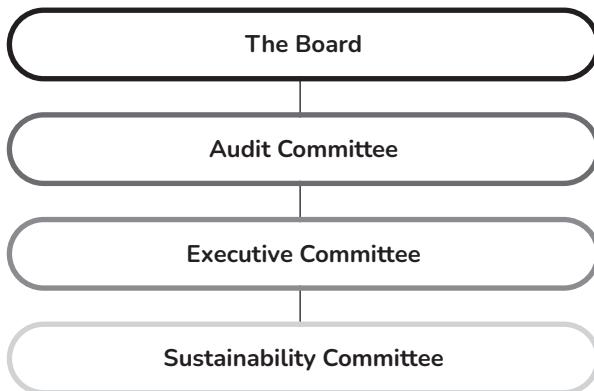 The Board
Audit Committee
Executive Committee
Sustainability Committee